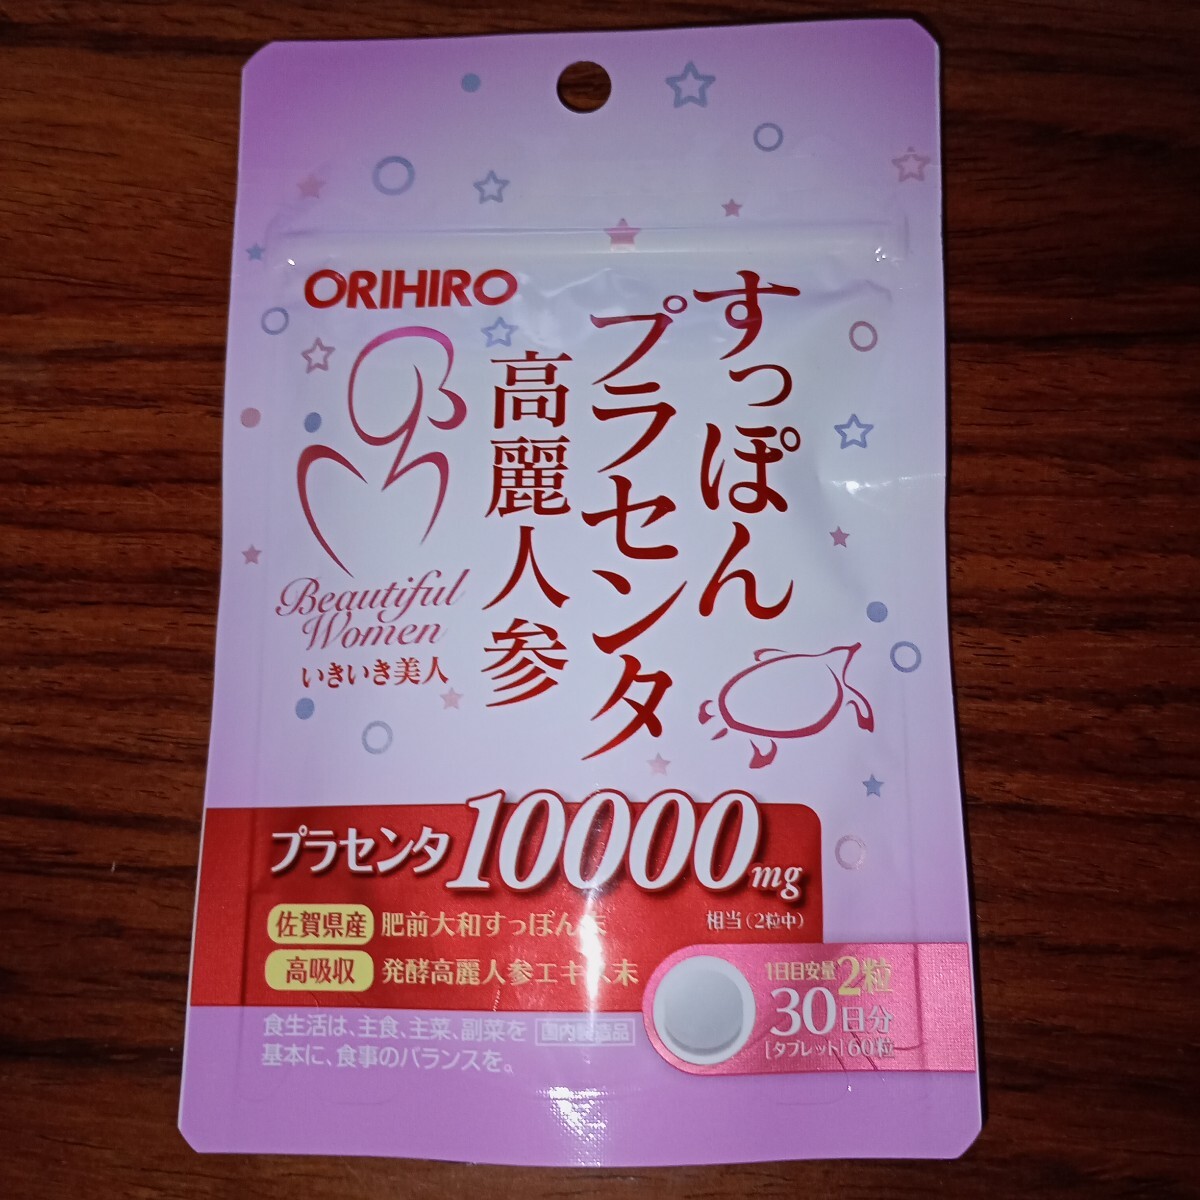 ORIHIRO
すっぽん
プラセンタ
高麗人参
Beautiful
Women
いきいき美人
プラセンタ10000mg
相当(2粒中)
佐賀県産 肥前大和すっぽん末
高吸収 発酵高麗人参エキス末
1日目安量2粒
30日分
[タブレット]60粒
食生活は、主食、主菜、副菜を
基本に、食事のバランスを。
国内製造品